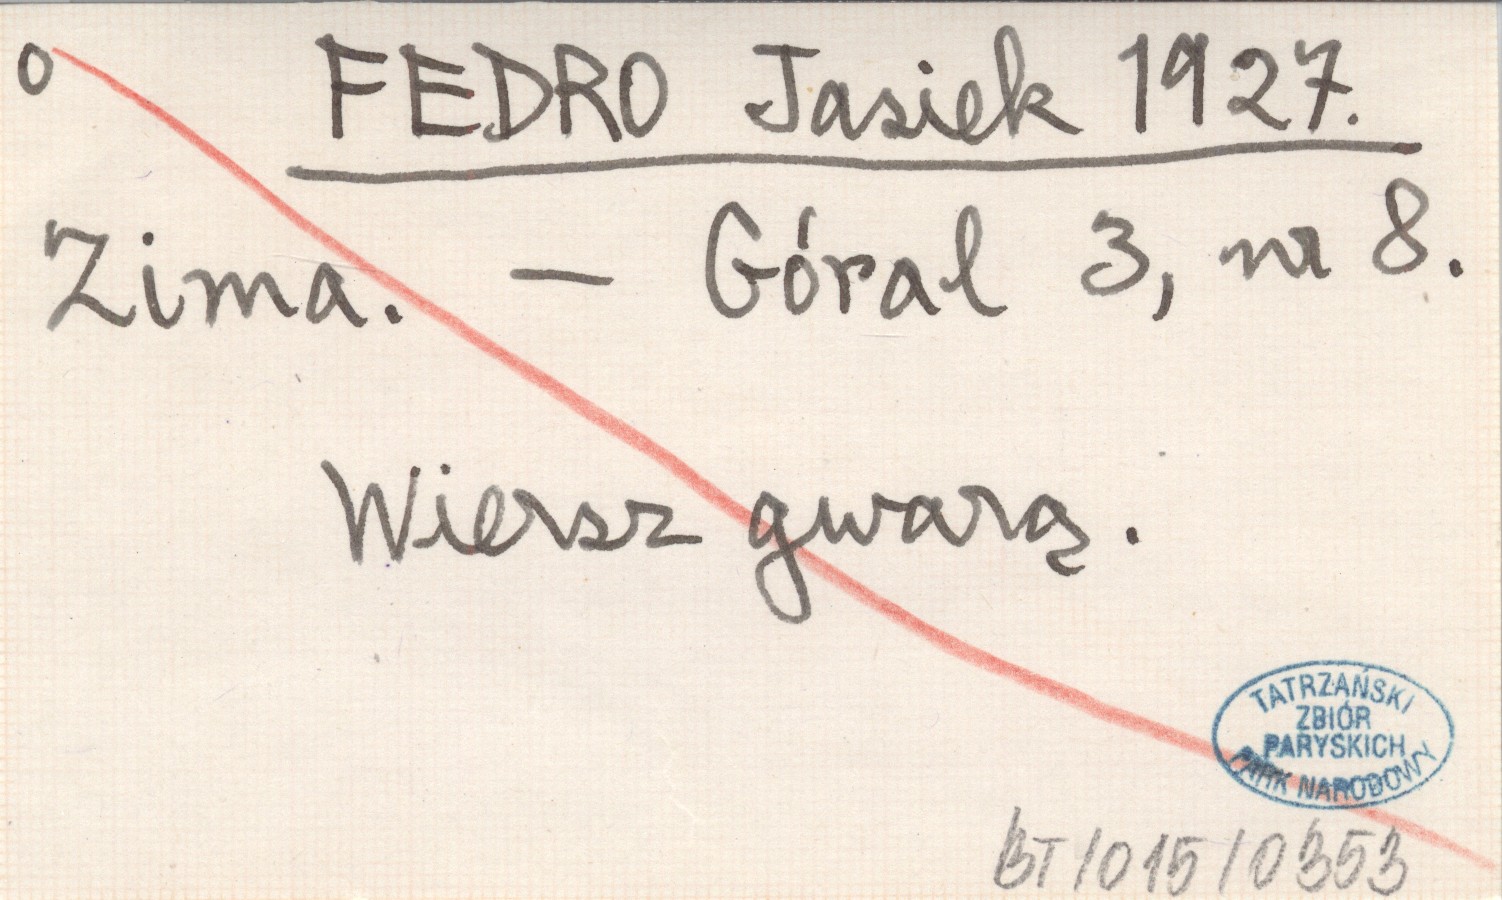 o FEDRO Jasiek 1927.
Zima. — Góral 3, nr 8.
Wiersz gwarą.
TATRZAŃSKI
ZBIÓR
PARYSKICH
PARK NARODOWY
BT/015/0353